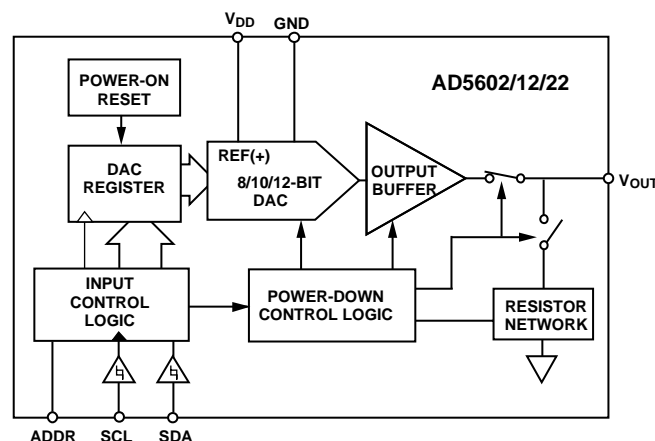 VDD
GND
AD5602/12/22
POWER-ON
RESET
REF(+)
8/10/12-BIT
DAC
OUTPUT
BUFFER
DAC
REGISTER
VOUT
INPUT
CONTROL
LOGIC
POWER-DOWN
CONTROL LOGIC
RESISTOR
NETWORK
ADDR
SCL
SDA